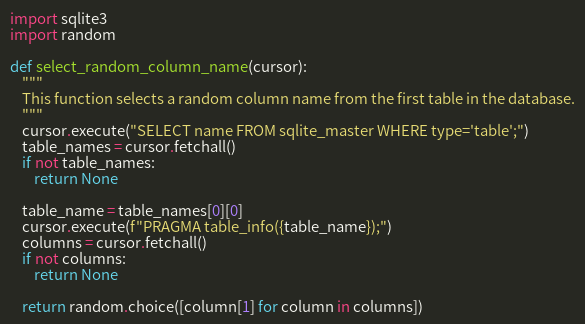 import sqlite3
import random

def select_random_column_name(cursor):
    """
    This function selects a random column name from the first table in the database.
    """
    cursor.execute("SELECT name FROM sqlite_master WHERE type='table';")
    table_names = cursor.fetchall()
    if not table_names:
        return None

    table_name = table_names[0][0]
    cursor.execute(f"PRAGMA table_info({table_name});")
    columns = cursor.fetchall()
    if not columns:
        return None

    return random.choice([column[1] for column in columns])